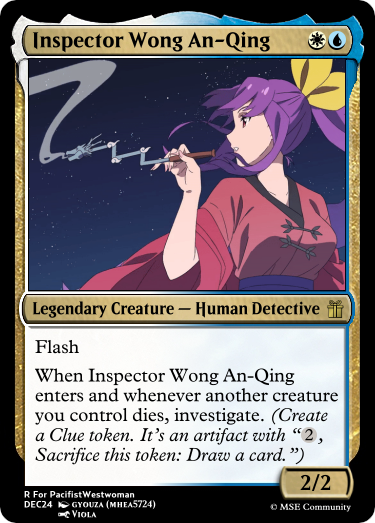 Inspector Wong An-Qing
Legendary Creature — Human Detective
Flash
When Inspector Wong An-Qing
enters and whenever another creature
you control dies, investigate. (Create
a Clue token. It's an artifact with “2,
Sacrifice this token: Draw a card.”)
2/2
R For PacifistWestwoman
DEC24 GYOUZA (MHEA5724)
VIOLA
© MSE Community